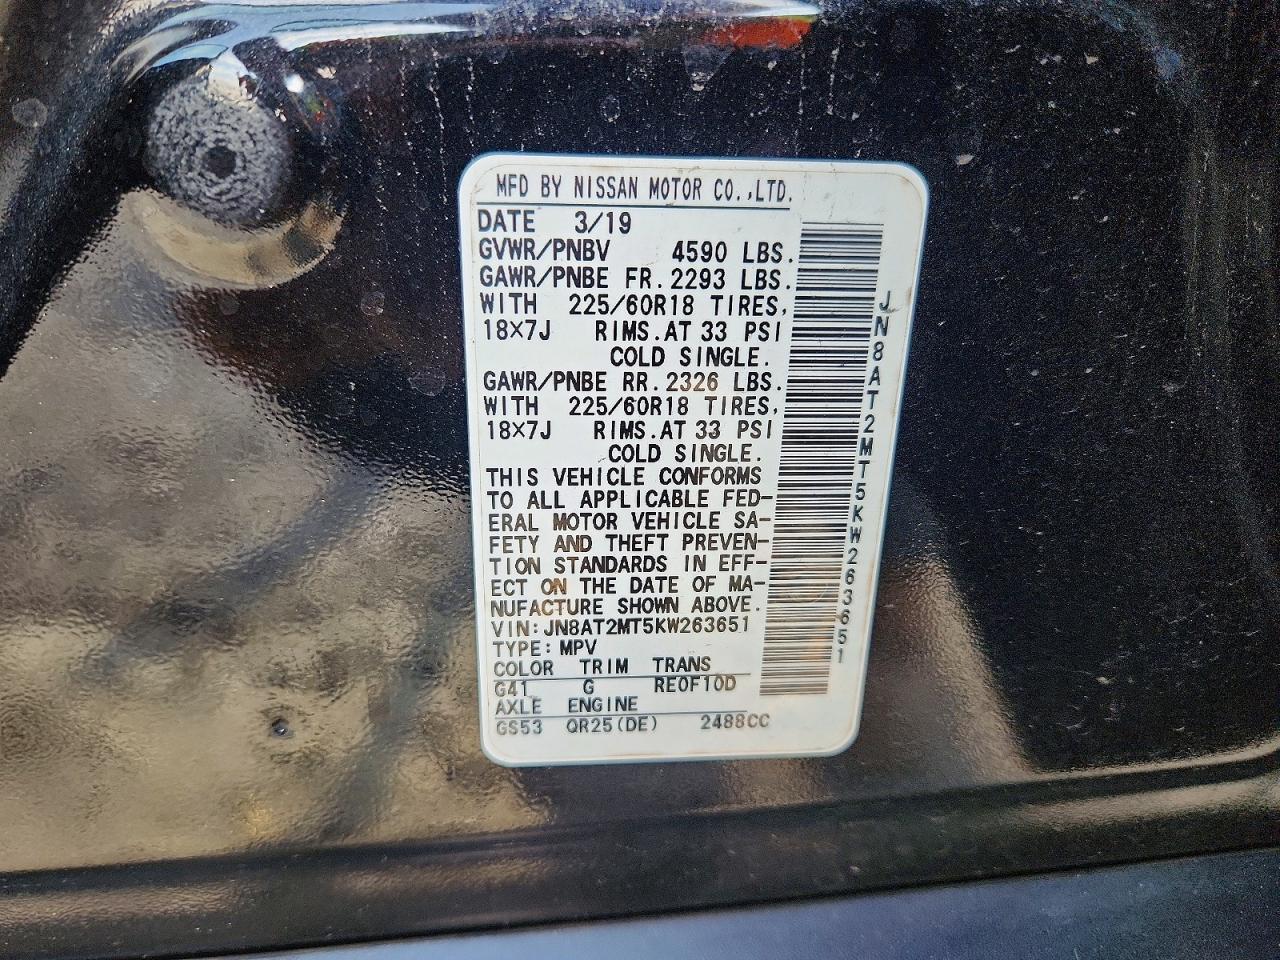 MFD BY NISSAN MOTOR CO.,LTD.
DATE 3/19
GVWR/PNBV 4590 LBS.
GAWR/PNBE FR. 2293 LBS.
WITH 225/60R18 TIRES,
18×7J RIMS. AT 33 PSI
COLD SINGLE.
GAWR/PNBE RR. 2326 LBS.
WITH 225/60R18 TIRES,
18×7J RIMS. AT 33 PSI
COLD SINGLE.
THIS VEHICLE CONFORMS
TO ALL APPLICABLE FED-
ERAL MOTOR VEHICLE SA-
FETY AND THEFT PREVEN-
TION STANDARDS IN EFF-
ECT ON THE DATE OF MA-
NUFACTURE SHOWN ABOVE.
VIN: JN8AT2MT5KW263651
TYPE: MPV
COLOR TRIM TRANS
G41 G RE0F10D
AXLE ENGINE
GS53 QR25(DE) 2488CC
JN8AT2MT5KW263651